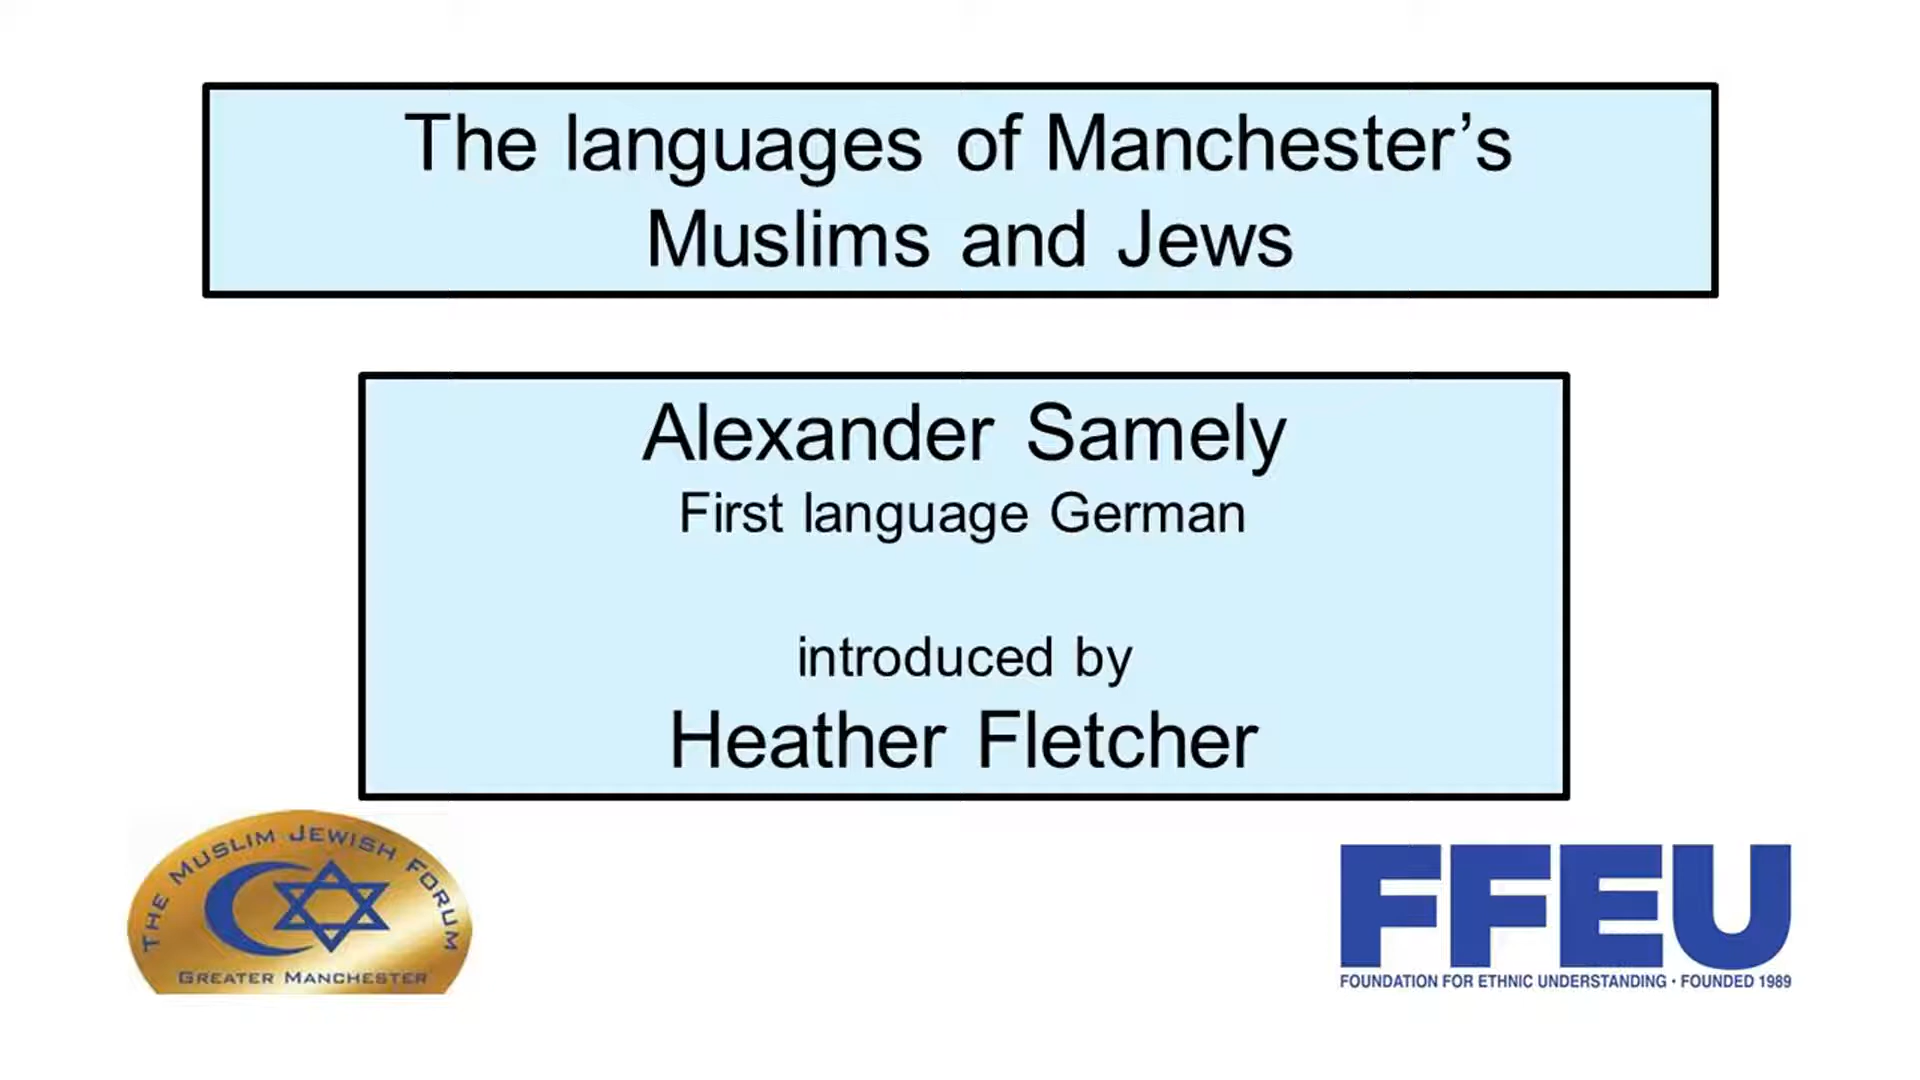 The languages of Manchester’s
Muslims and Jews
Alexander Samely
First language German
introduced by
Heather Fletcher
THE MUSLIM JEWISH FORUM
GREATER MANCHESTER
FFEU
FOUNDATION FOR ETHNIC UNDERSTANDING • FOUNDED 1989